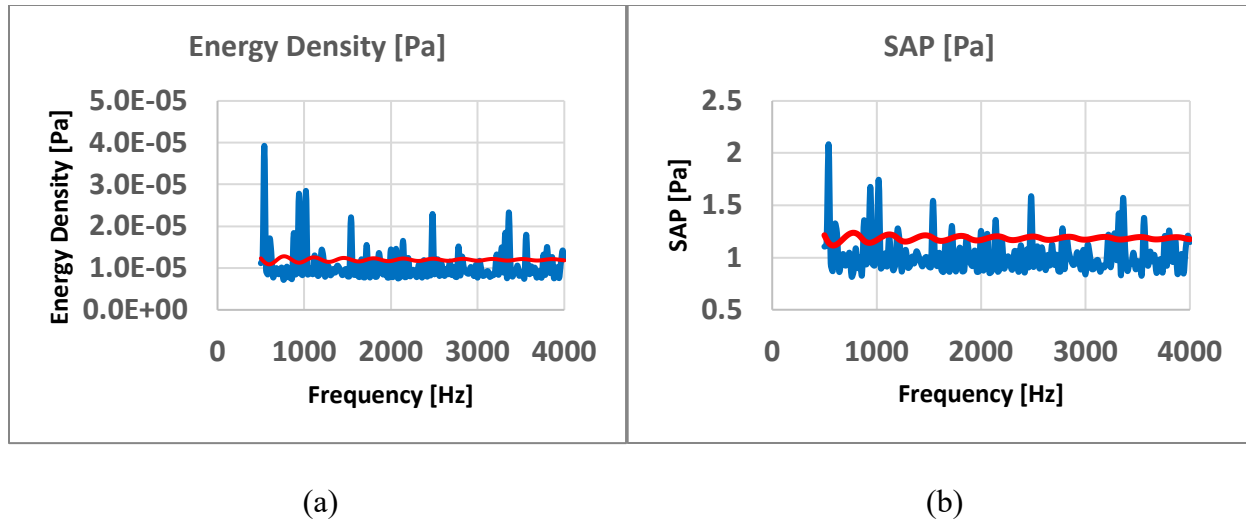 Energy Density [Pa]
Energy Density [Pa]
5.0E-05
4.0E-05
3.0E-05
2.0E-05
1.0E-05
0.0E+00
0 1000 2000 3000 4000
Frequency [Hz]
SAP [Pa]
SAP [Pa]
2.5
2
1.5
1
0.5
0 1000 2000 3000 4000
Frequency [Hz]
(a) (b)